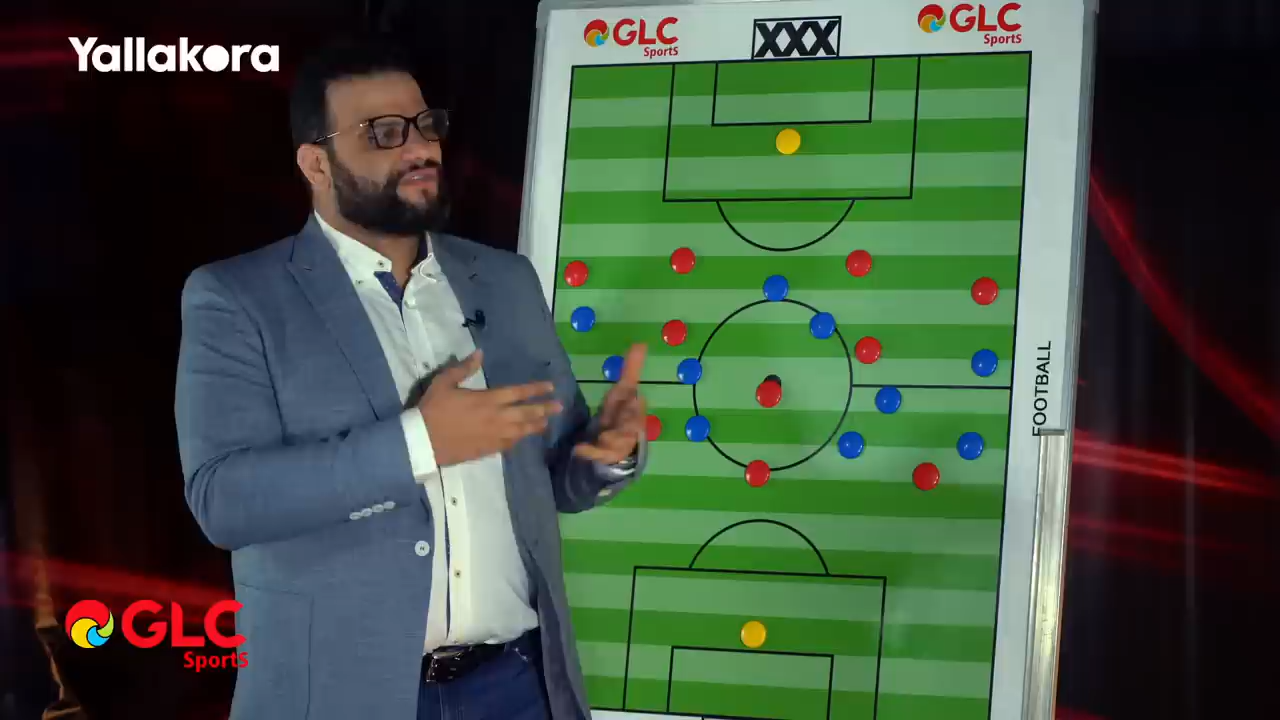 Yallakora
GLC
Sports
XXX
GLC
Sports
FOOTBALL
GLC
Sports